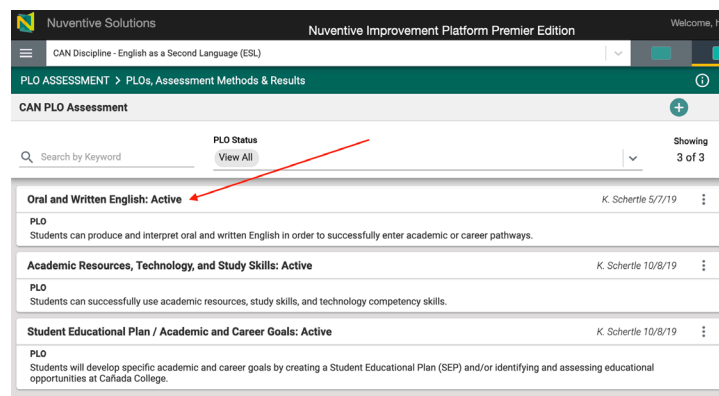 Nuventive Solutions
Nuventive Improvement Platform Premier Edition
Welcome, h
CAN Discipline - English as a Second Language (ESL)
PLO ASSESSMENT > PLOs, Assessment Methods & Results
CAN PLO Assessment
PLO Status
Showing
Search by Keyword
View All
3 of 3
Oral and Written English: Active
K. Schertle 5/7/19
PLO
Students can produce and interpret oral and written English in order to successfully enter academic or career pathways.
Academic Resources, Technology, and Study Skills: Active
K. Schertle 10/8/19
PLO
Students can successfully use academic resources, study skills, and technology competency skills.
Student Educational Plan / Academic and Career Goals: Active
K. Schertle 10/8/19
PLO
Students will develop specific academic and career goals by creating a Student Educational Plan (SEP) and/or identifying and assessing educational
opportunities at Cañada College.